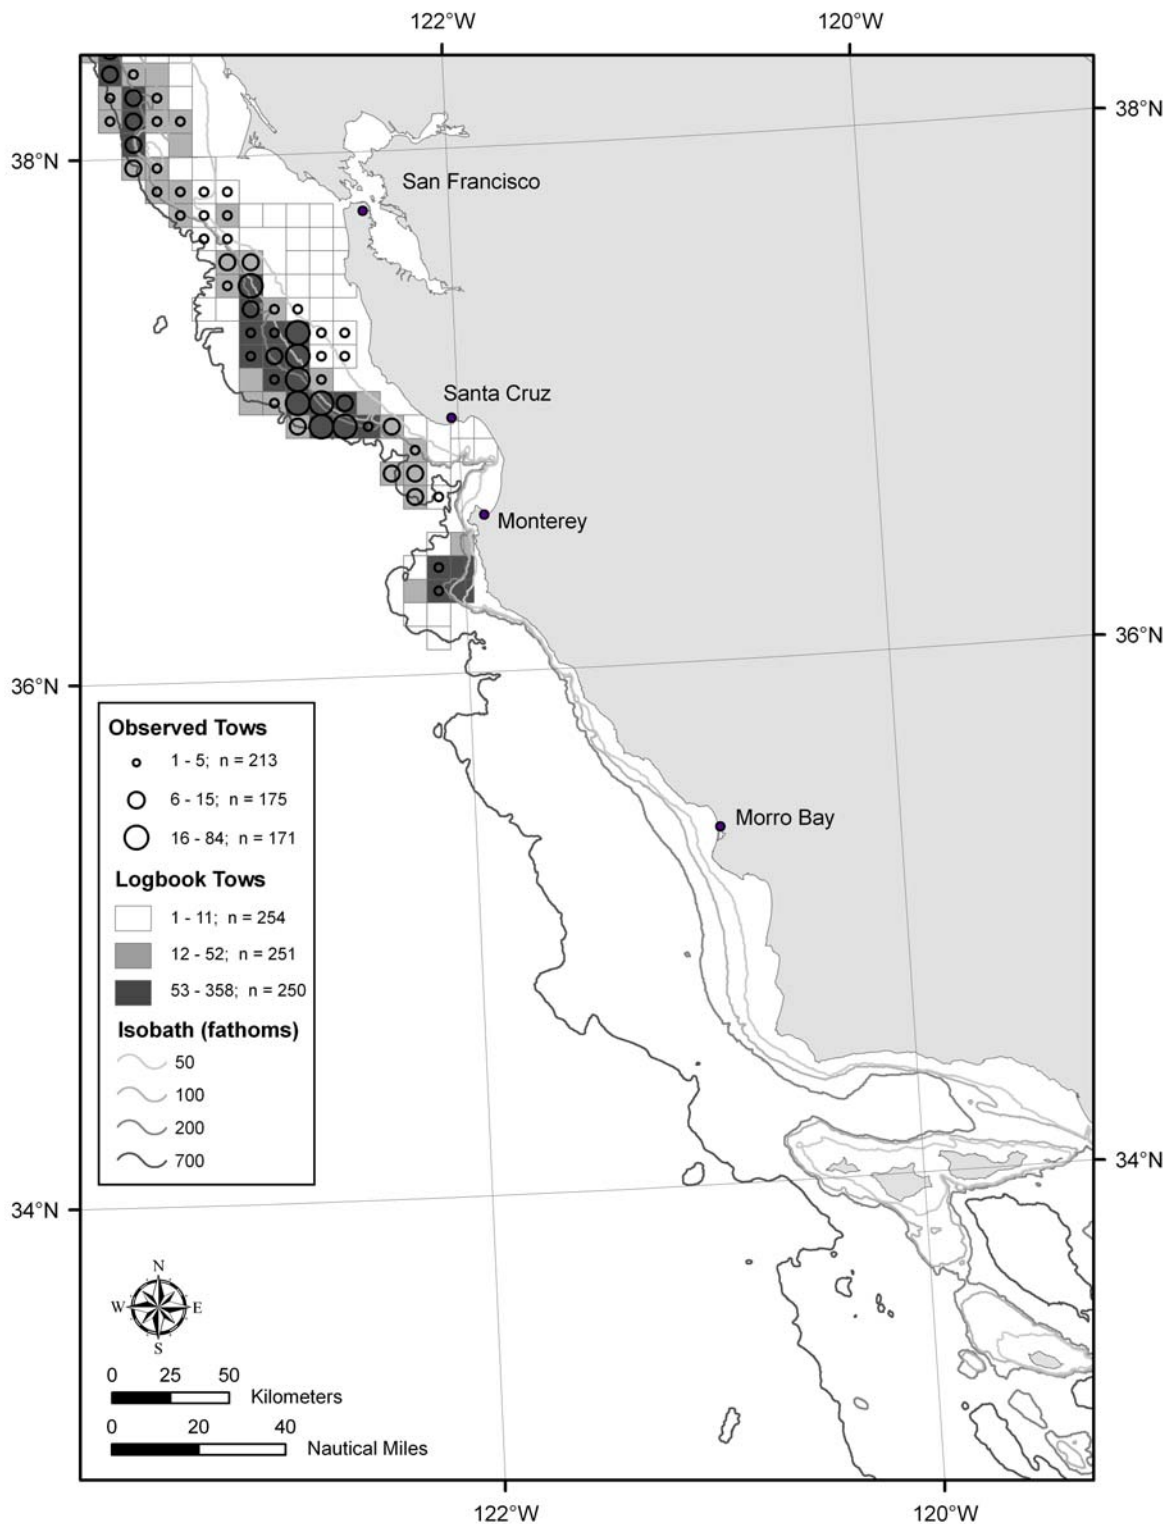 122°W
120°W
38°N
38°N
San Francisco
Santa Cruz
Monterey
36°N
36°N
Observed Tows
1 - 5; n = 213
6 - 15; n = 175
16 - 84; n = 171
Logbook Tows
1 - 11; n = 254
12 - 52; n = 251
53 - 358; n = 250
Isobath (fathoms)
50
100
200
700
Morro Bay
34°N
34°N
N
W E
S
0 25 50
Kilometers
0 20 40
Nautical Miles
122°W
120°W